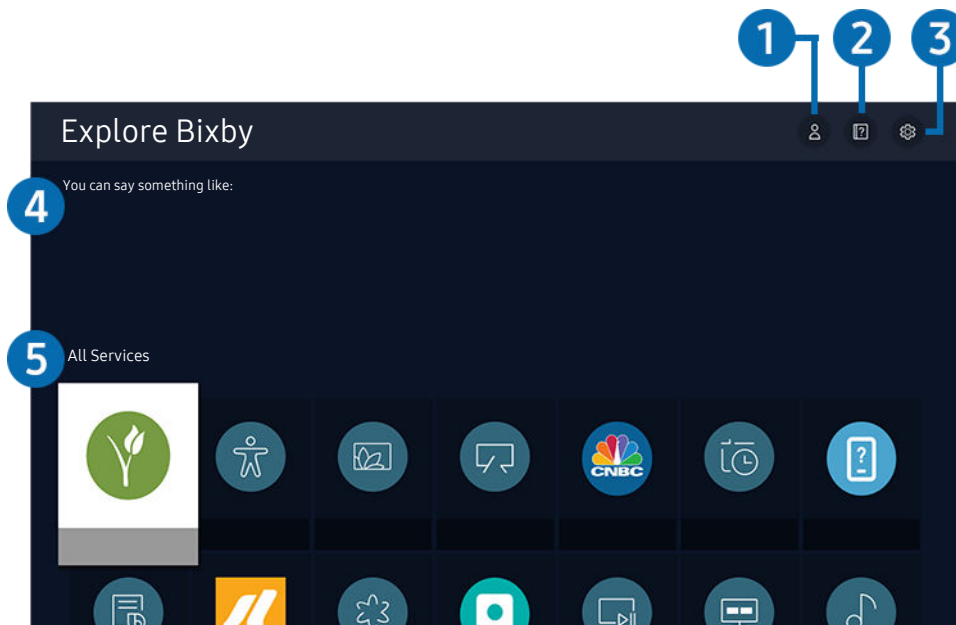 1 2 3
Explore Bixby
?
4
You can say something like:
5
All Services
CNBC
?